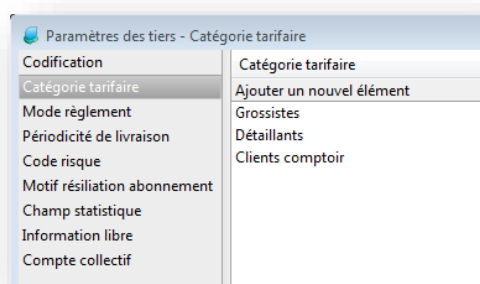 Paramètres des tiers - Catégorie tarifaire
Codification
Catégorie tarifaire
Mode règlement
Périodicité de livraison
Code risque
Motif résiliation abonnement
Champ statistique
Information libre
Compte collectif
Catégorie tarifaire
Ajouter un nouvel élément
Grossistes
Détaillants
Clients comptoir